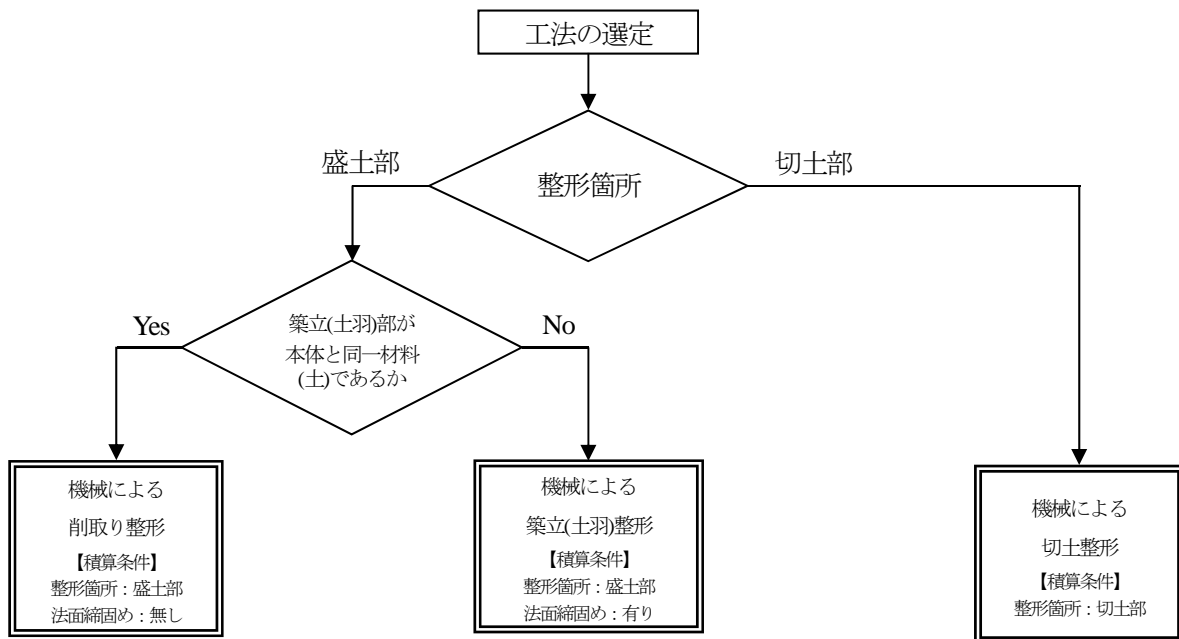 工法の選定
盛土部
切土部
整形箇所
Yes
No
築立(土羽)部が
本体と同一材料
(土)であるか
機械による
削取り整形
【積算条件】
整形箇所：盛土部
法面締固め：無し
機械による
築立(土羽)整形
【積算条件】
整形箇所：盛土部
法面締固め：有り
機械による
切土整形
【積算条件】
整形箇所：切土部